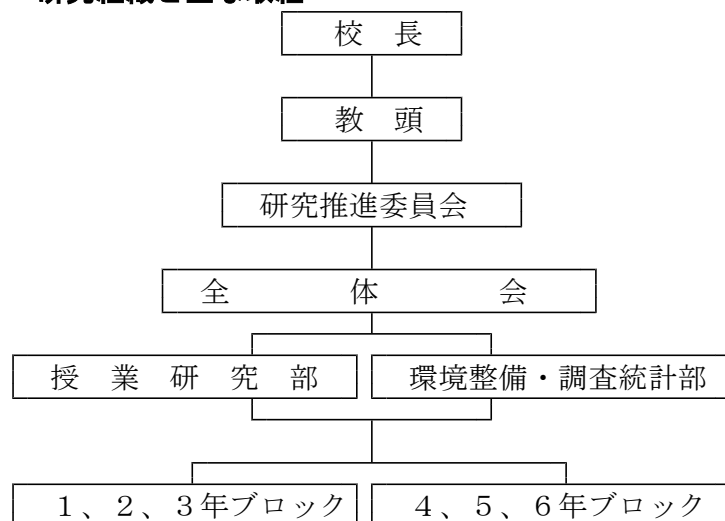 校　長
教　頭
研究推進委員会
全　体　会
授　業　研　究　部
環境整備・調査統計部
１、２、３年ブロック
４、５、６年ブロック